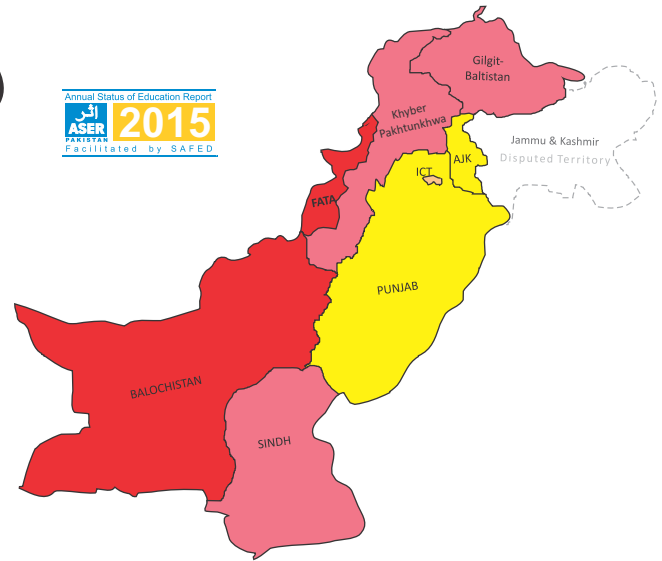 Annual Status of Education Report
اثر
ASER
PAKISTAN
2015
Facilitated by SAFED
Gilgit-
Baltistan
Khyber
Pakhtunkhwa
Jammu & Kashmir
Disputed Territory
AJK
ICT
FATA
PUNJAB
BALOCHISTAN
SINDH